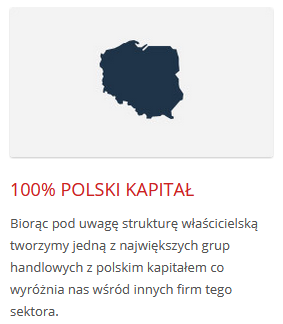 100% POLSKI KAPITAŁ
Biorąc pod uwagę strukturę właścicielską
tworzymy jedną z największych grup
handlowych z polskim kapitałem co
wyróżnia nas wśród innych firm tego
sektora.